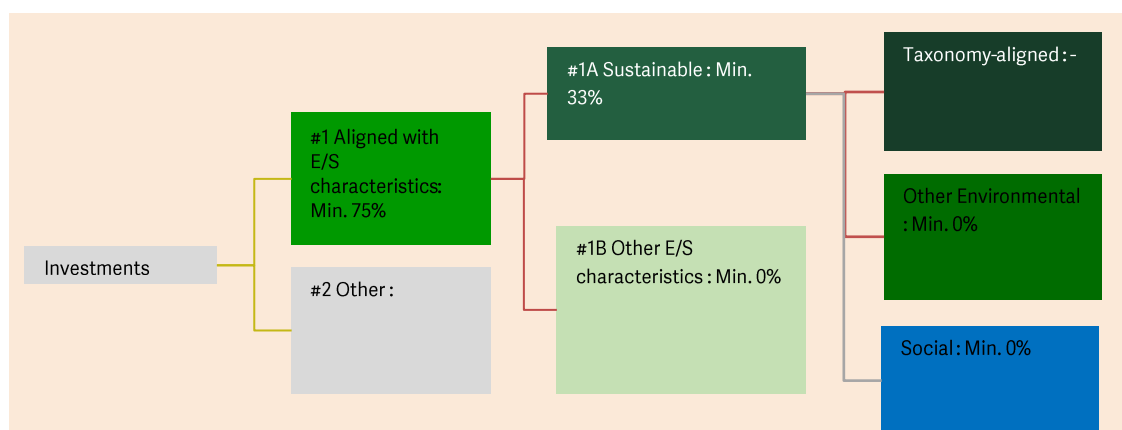 Investments
#1 Aligned with
E/S
characteristics:
Min. 75%
#2 Other :
#1A Sustainable : Min.
33%
#1B Other E/S
characteristics : Min. 0%
Taxonomy-aligned : -
Other Environmental
: Min. 0%
Social : Min. 0%